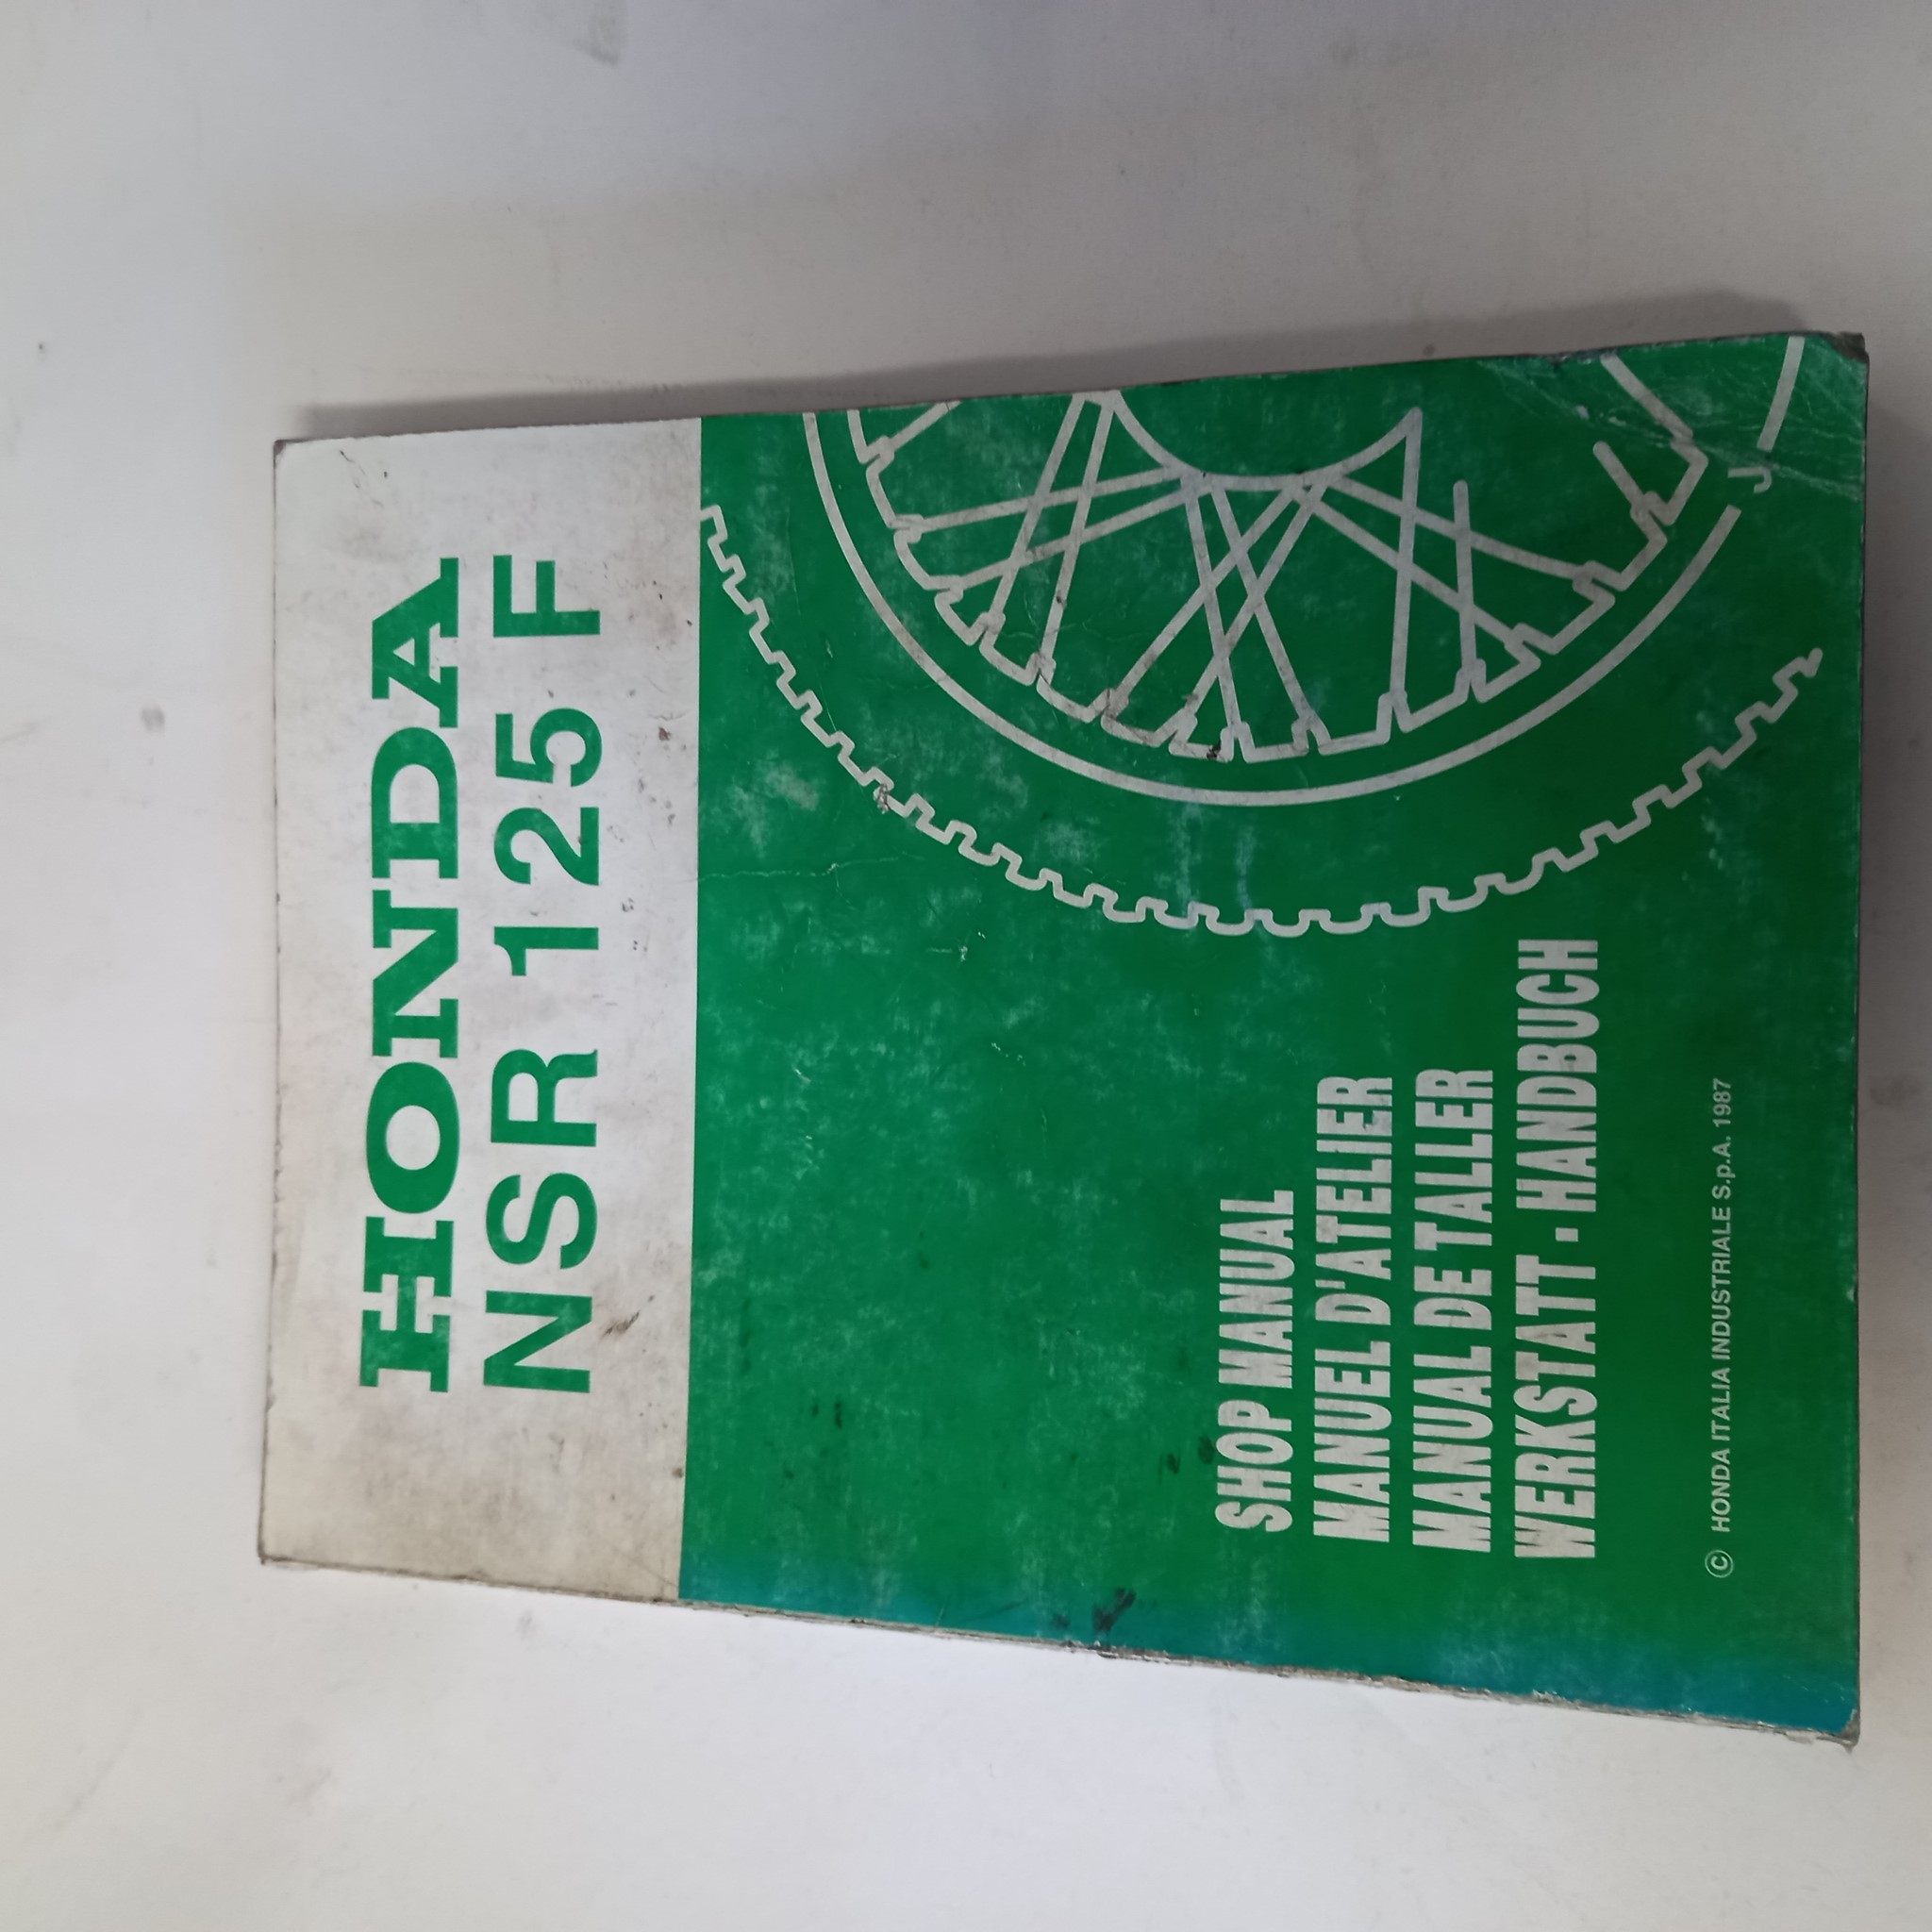 HONDA
NSR 125 F
SHOP MANUAL
MANUEL D'ATELIER
MANUAL DE TALLER
WERKSTATT - HANDBUCH
© HONDA ITALIA INDUSTRIALE S.p.A. 1987